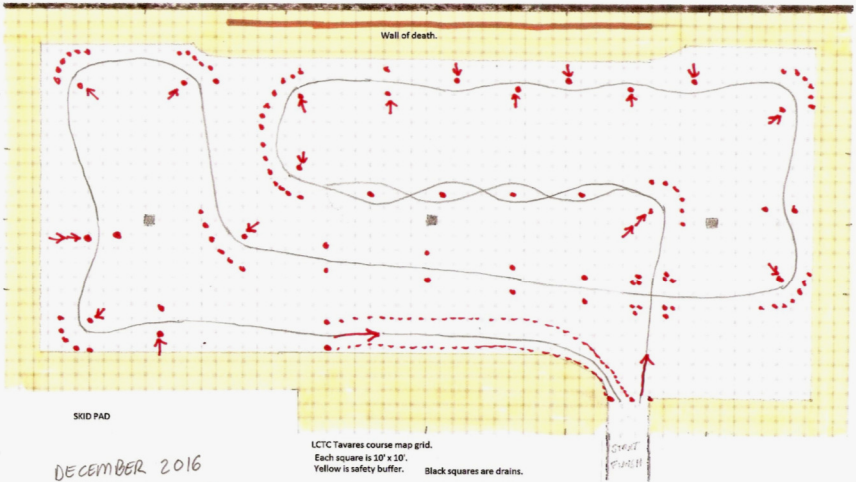 Wall of death.
SKID PAD
LCTC Tavares course map grid.
Each square is 10' x 10'.
Yellow is safety buffer. Black squares are drains.
START
FINISH
DECEMBER 2016